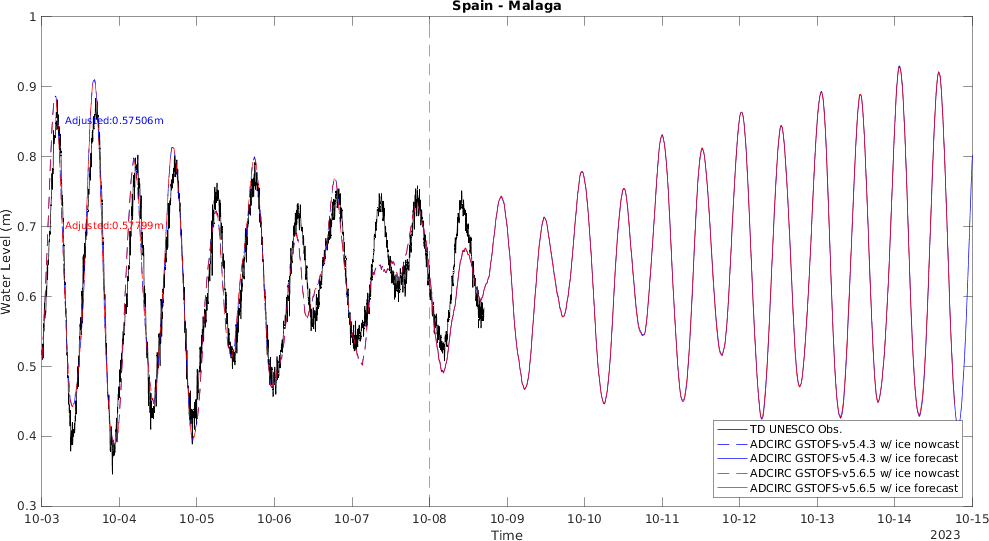 Spain - Malaga
1
0.9
0.8
0.7
0.6
0.5
0.4
0.3
Water Level (m)
Adjusted:0.57506m
Adjusted:0.57799m
TD UNESCO Obs.
ADCIRC GSTOFS-v5.4.3 w/ ice nowcast
ADCIRC GSTOFS-v5.4.3 w/ ice forecast
ADCIRC GSTOFS-v5.6.5 w/ ice nowcast
ADCIRC GSTOFS-v5.6.5 w/ ice forecast
10-03 10-04 10-05 10-06 10-07 10-08 10-09 10-10 10-11 10-12 10-13 10-14 10-15
Time
2023